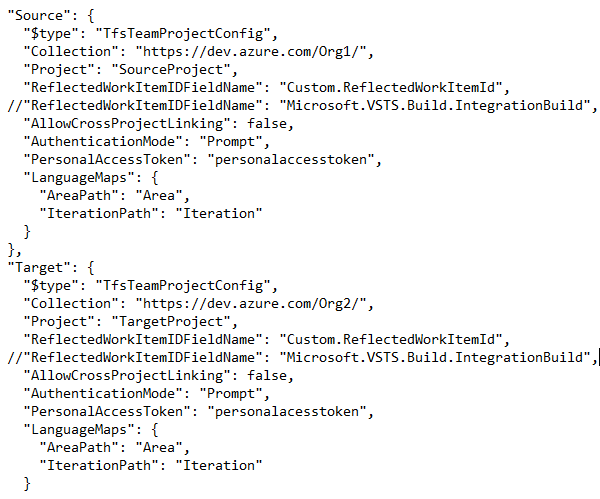 "Source": {
"$type": "TfsTeamProjectConfig",
"Collection": "https://dev.azure.com/Org1/",
"Project": "SourceProject",
"ReflectedWorkItemIDFieldName": "Custom.ReflectedWorkItemId",
//"ReflectedWorkItemIDFieldName": "Microsoft.VSTS.Build.IntegrationBuild",
"AllowCrossProjectLinking": false,
"AuthenticationMode": "Prompt",
"PersonalAccessToken": "personalaccesstoken",
"LanguageMaps": {
"AreaPath": "Area",
"IterationPath": "Iteration"
}
},
"Target": {
"$type": "TfsTeamProjectConfig",
"Collection": "https://dev.azure.com/Org2/",
"Project": "TargetProject",
"ReflectedWorkItemIDFieldName": "Custom.ReflectedWorkItemId",
//"ReflectedWorkItemIDFieldName": "Microsoft.VSTS.Build.IntegrationBuild",
"AllowCrossProjectLinking": false,
"AuthenticationMode": "Prompt",
"PersonalAccessToken": "personalacesstoken",
"LanguageMaps": {
"AreaPath": "Area",
"IterationPath": "Iteration"
}